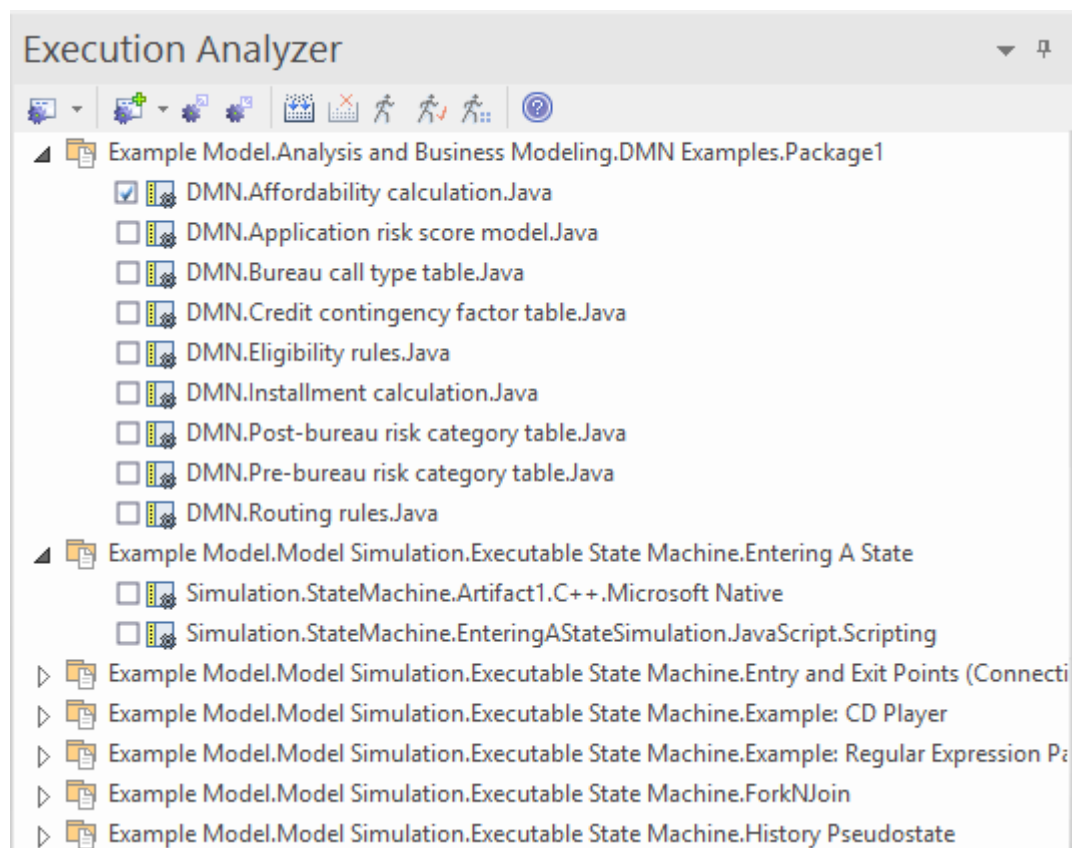 Execution Analyzer
Example Model.Analysis and Business Modeling.DMN Examples.Package1
DMN.Affordability calculation.Java
DMN.Application risk score model.Java
DMN.Bureau call type table.Java
DMN.Credit contingency factor table.Java
DMN.Eligibility rules.Java
DMN.Installment calculation.Java
DMN.Post-bureau risk category table.Java
DMN.Pre-bureau risk category table.Java
DMN.Routing rules.Java
Example Model.Model Simulation.Executable State Machine.Entering A State
Simulation.StateMachine.Artifact1.C++.Microsoft Native
Simulation.StateMachine.EnteringAStateSimulation.JavaScript.Scripting
Example Model.Model Simulation.Executable State Machine.Entry and Exit Points (Connecti
Example Model.Model Simulation.Executable State Machine.Example: CD Player
Example Model.Model Simulation.Executable State Machine.Example: Regular Expression Pa
Example Model.Model Simulation.Executable State Machine.ForkNJoin
Example Model.Model Simulation.Executable State Machine.History Pseudostate